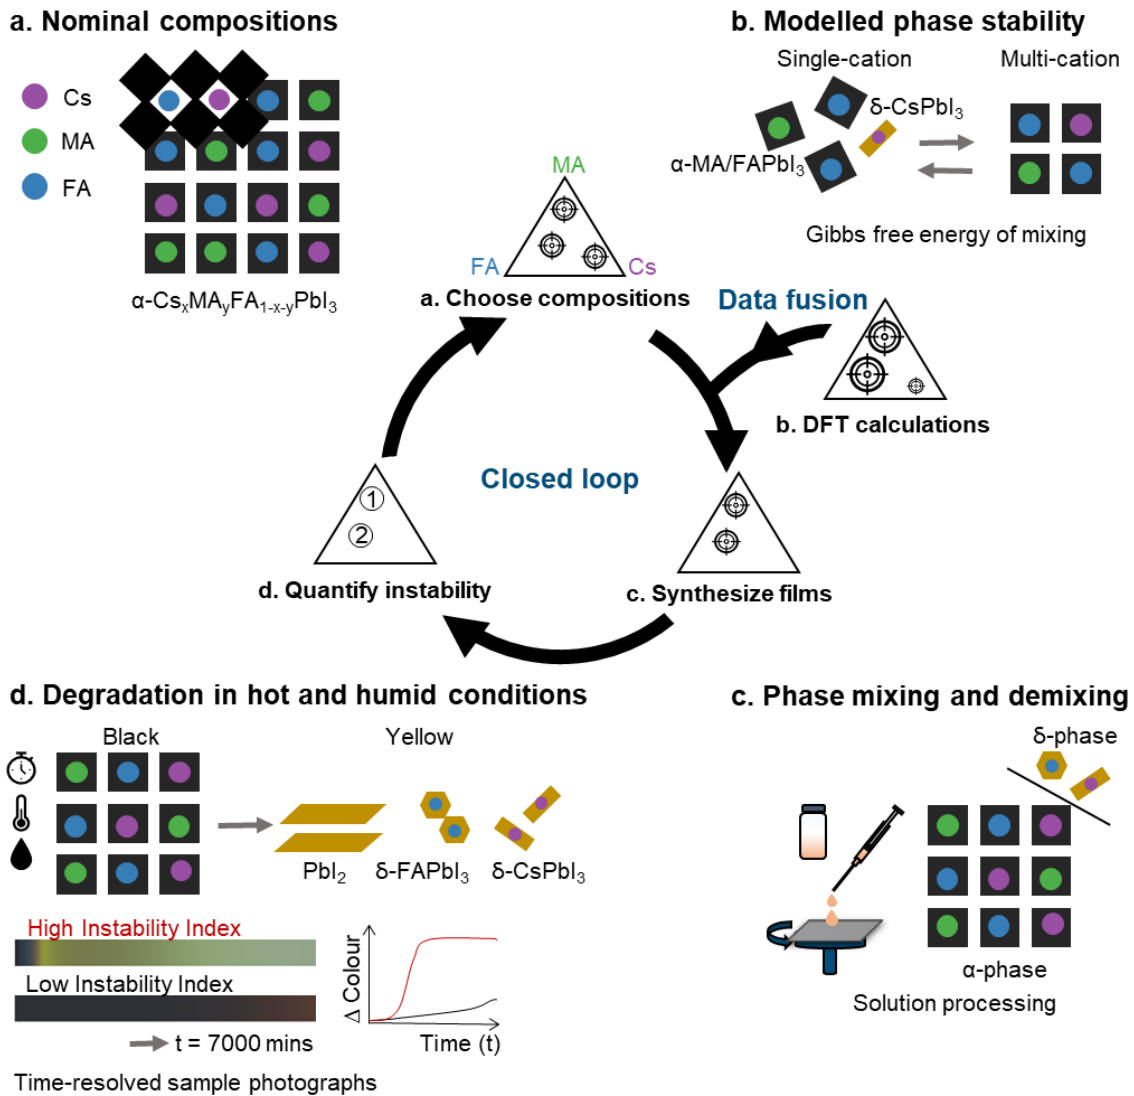 a. Nominal compositions
Cs
MA
FA
α-CsₓMAᵧFA₁₋ₓ₋ᵧPbI₃
b. Modelled phase stability
Single-cation
Multi-cation
δ-CsPbI₃
α-MA/FAPbI₃
Gibbs free energy of mixing
MA
FA
Cs
a. Choose compositions
Data fusion
b. DFT calculations
Closed loop
1
2
d. Quantify instability
c. Synthesize films
d. Degradation in hot and humid conditions
Black
Yellow
PbI₂
δ-FAPbI₃
δ-CsPbI₃
High Instability Index
Low Instability Index
t = 7000 mins
Time-resolved sample photographs
Δ Colour
Time (t)
c. Phase mixing and demixing
δ-phase
α-phase
Solution processing